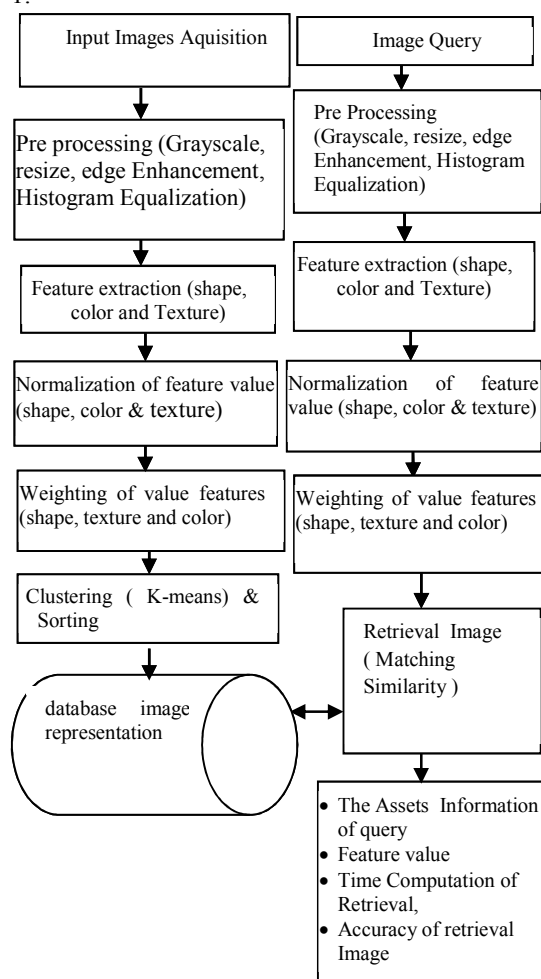 1.
Input Images Aquisition
Pre processing (Grayscale,
resize, edge Enhancement,
Histogram Equalization)
Feature extraction (shape,
color and Texture)
Normalization of feature value
(shape, color & texture)
Weighting of value features
(shape, texture and color)
Clustering ( K-means) &
Sorting
database image
representation
Image Query
Pre Processing
(Grayscale, resize, edge
Enhancement, Histogram
Equalization)
Feature extraction (shape,
color and Texture)
Normalization of feature
value (shape, color & texture)
Weighting of value features
(shape, texture and color)
Retrieval Image
( Matching
Similarity )
• The Assets Information
of query
• Feature value
• Time Computation of
Retrieval,
• Accuracy of retrieval
Image